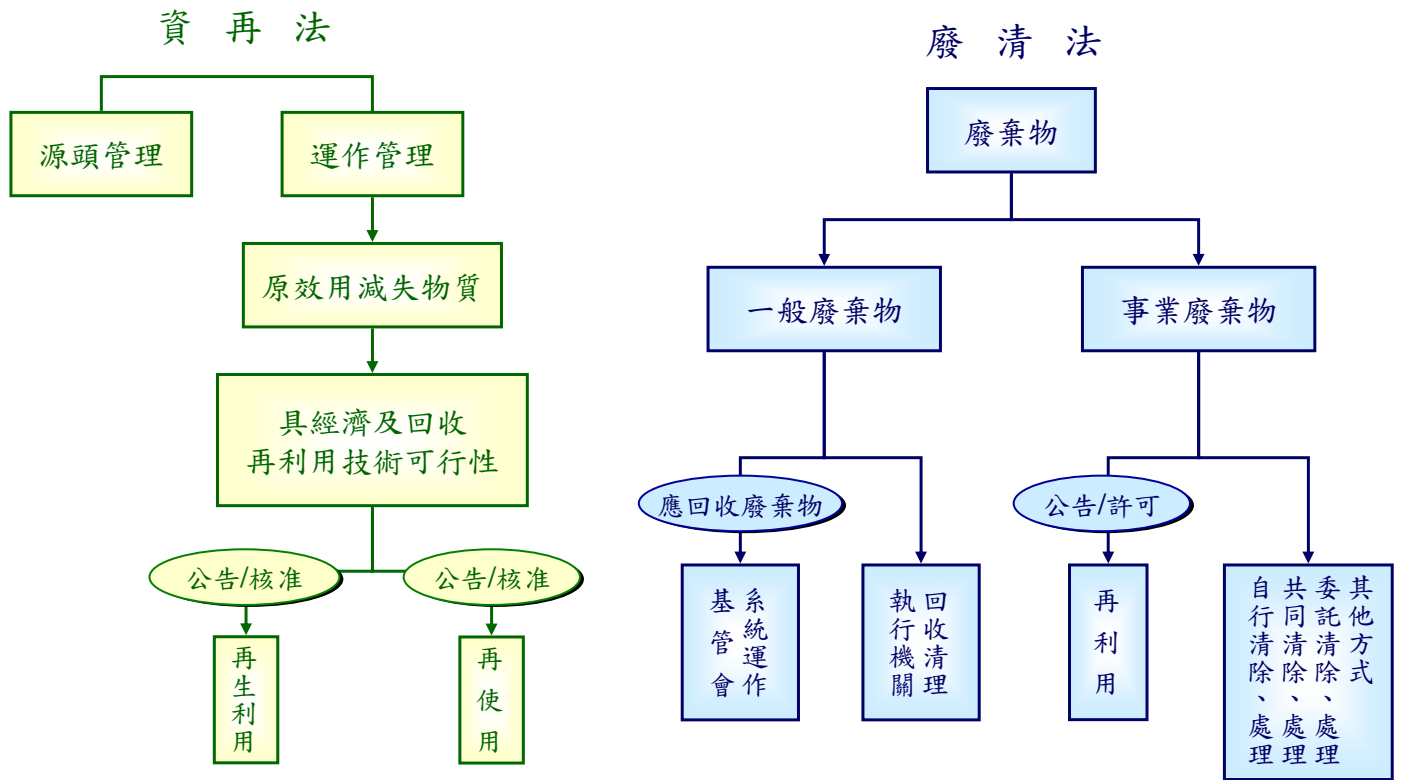 資再法
源頭管理
運作管理
原效用減失物質
具經濟及回收
再利用技術可行性
公告/核准
公告/核准
再生利用
再使用
廢清法
廢棄物
一般廢棄物
事業廢棄物
應回收廢棄物
公告/許可
基管會
系統運作
執行機關
回收清理
再利用
自行清除、處理
共同清除、處理
委託清除、處理
其他方式